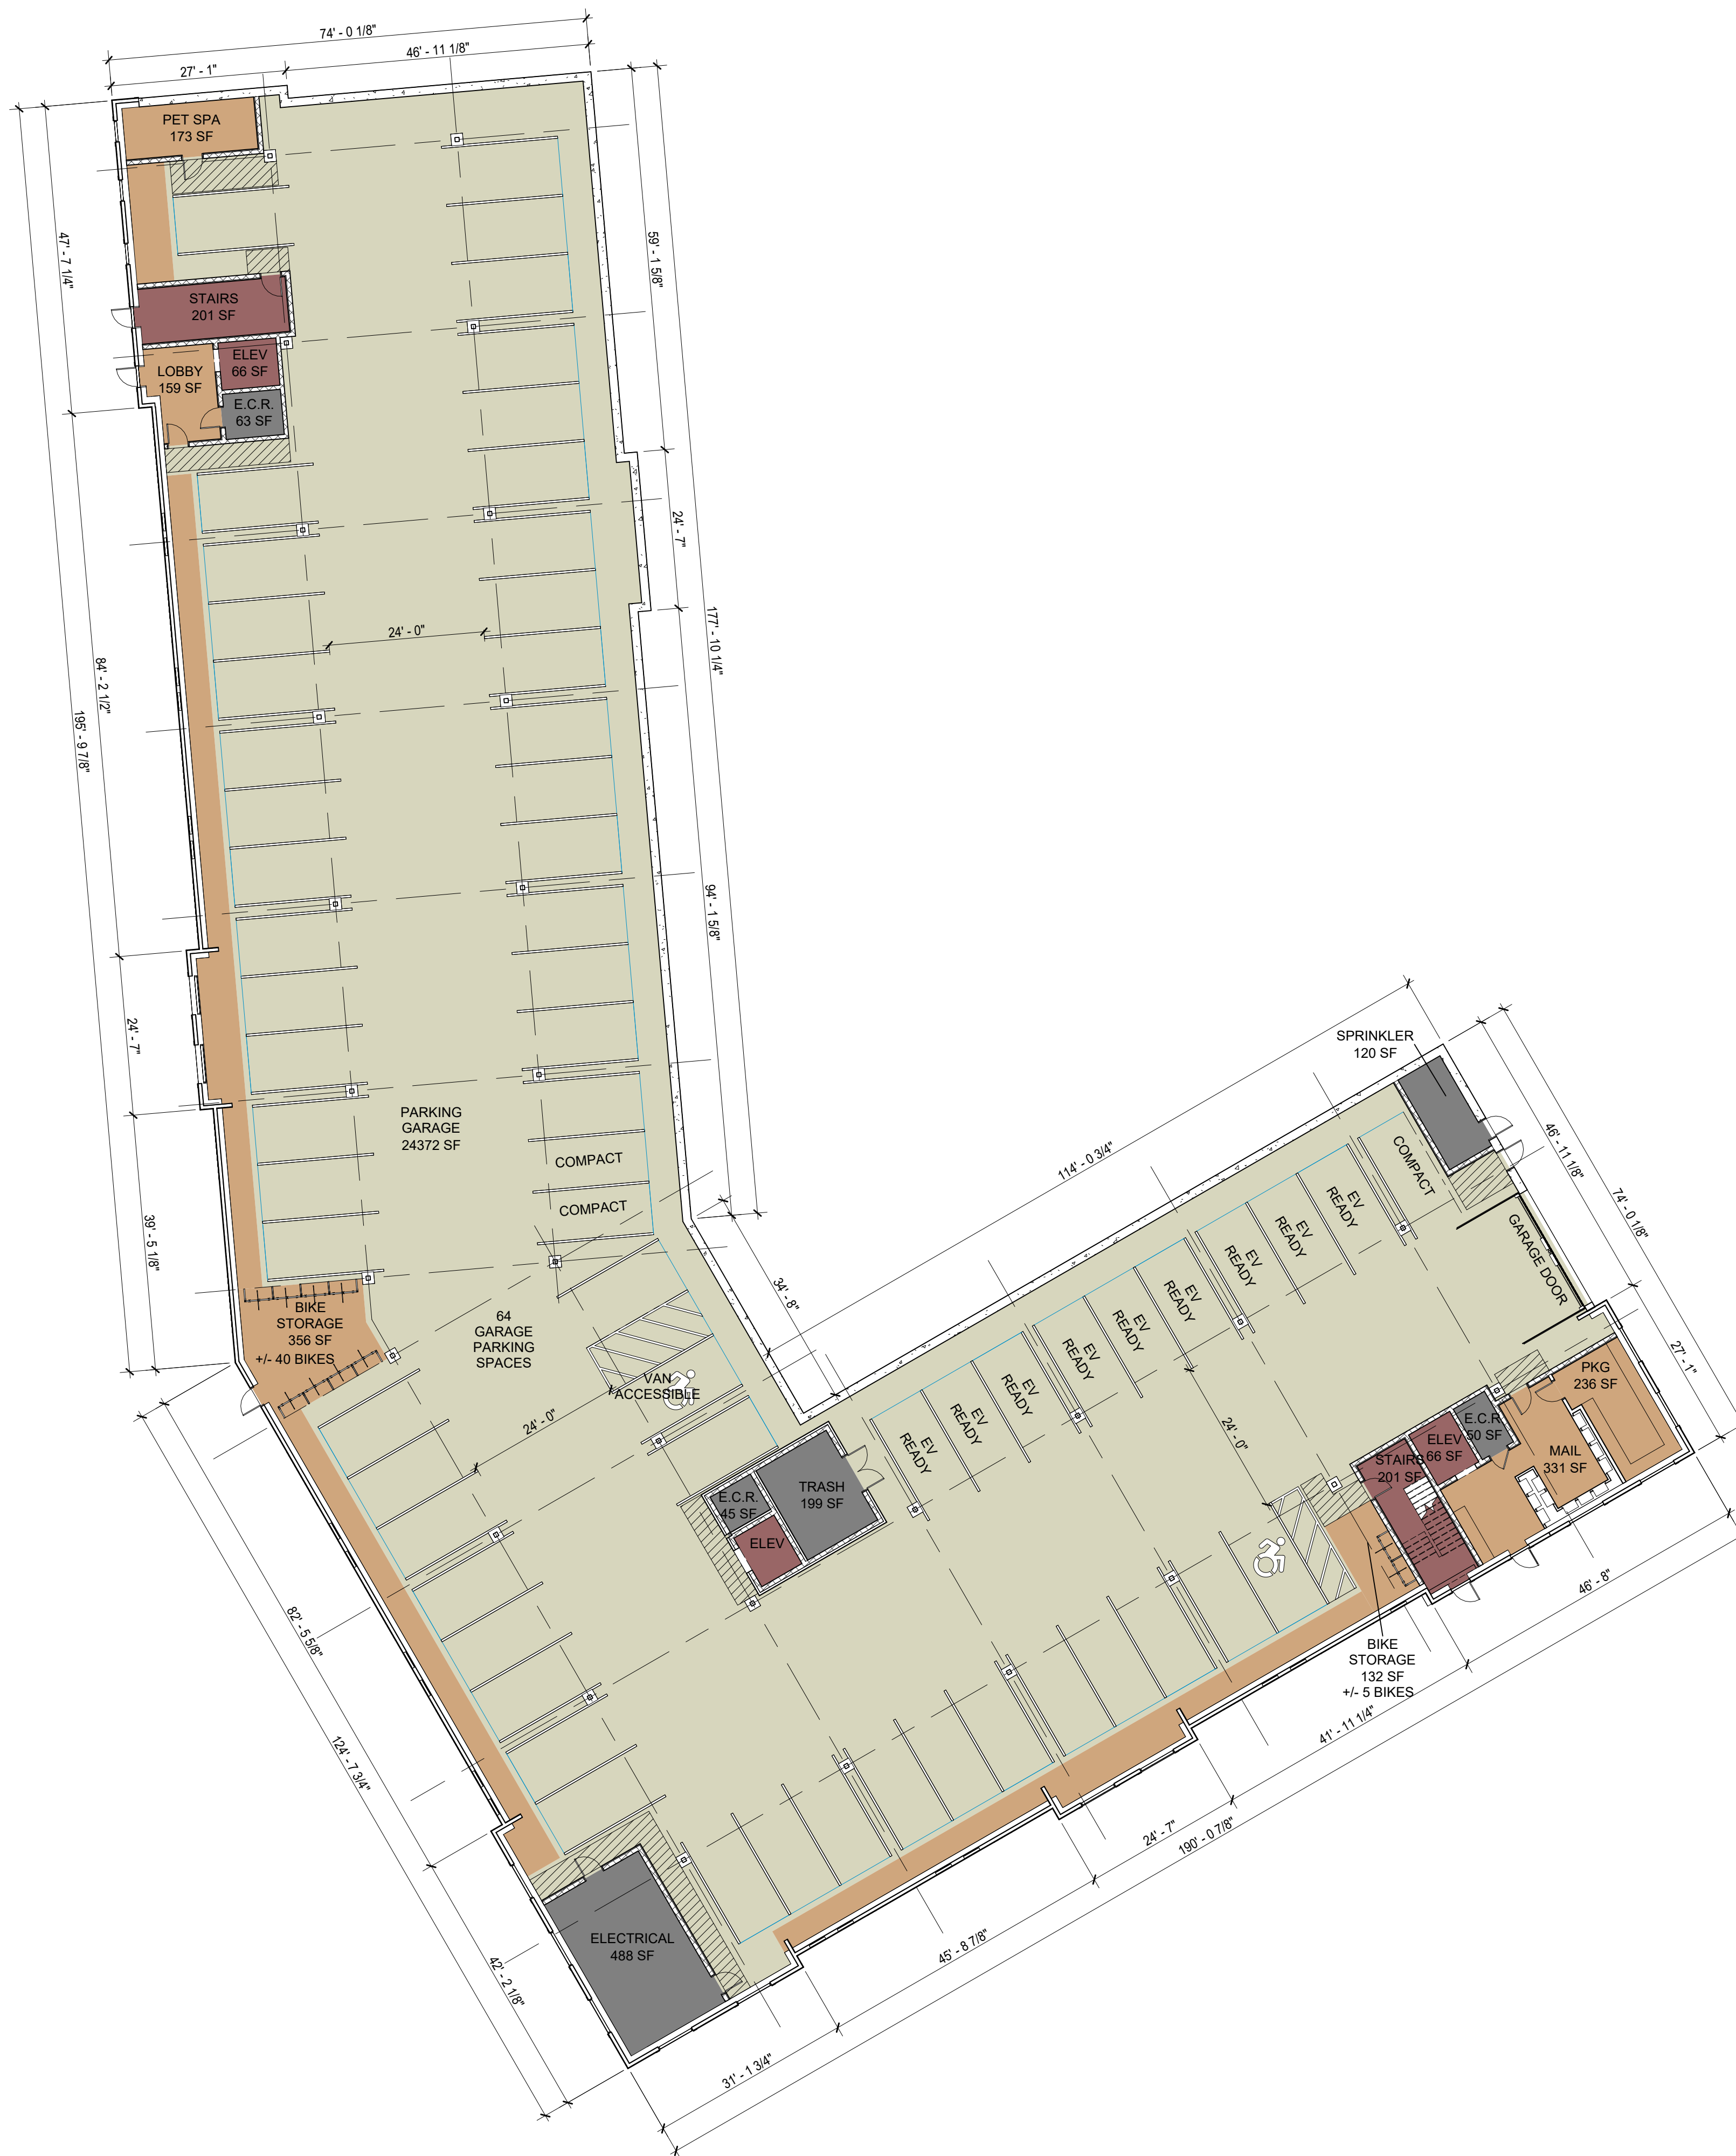 74' - 0 1/8"
27' - 1"
46' - 11 1/8"
PET SPA
173 SF
47' - 7 1/4"
59' - 1 5/8"
STAIRS
201 SF
LOBBY
159 SF
ELEV
66 SF
E.C.R.
63 SF
24' - 7"
24' - 0"
177' - 10 1/4"
84' - 2 1/2"
195' - 9 7/8"
94' - 1 5/8"
24' - 7"
PARKING
GARAGE
24372 SF
COMPACT
COMPACT
39' - 5 1/8"
BIKE
STORAGE
356 SF
+/- 40 BIKES
64
GARAGE
PARKING
SPACES
34' - 8"
114' - 0 3/4"
SPRINKLER
120 SF
46' - 11 1/8"
74' - 0 1/8"
COMPACT
GARAGE DOOR
EV
READY
EV
READY
EV
READY
EV
READY
EV
READY
EV
READY
EV
READY
EV
READY
EV
READY
VAN
ACCESSIBLE
24' - 0"
24' - 0"
27' - 1"
PKG
236 SF
E.C.R.
50 SF
ELEV
66 SF
MAIL
331 SF
STAIRS
201 SF
TRASH
199 SF
E.C.R.
45 SF
ELEV
46' - 8"
BIKE
STORAGE
132 SF
+/- 5 BIKES
82' - 5 5/8"
124' - 7 3/4"
41' - 11 1/4"
24' - 7"
190' - 0 7/8"
ELECTRICAL
488 SF
45' - 8 7/8"
42' - 2 1/8"
31' - 1 3/4"